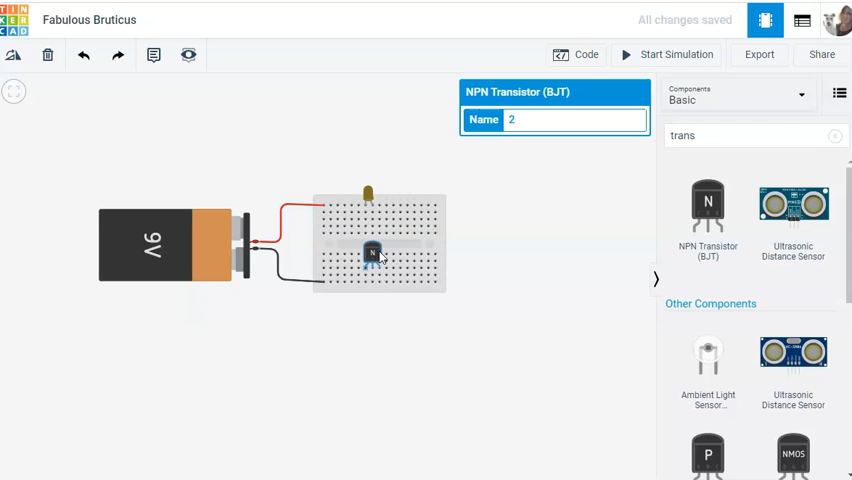 TIN
KER
CAD
Fabulous Bruticus
All changes saved
Code
Start Simulation
Export
Share
NPN Transistor (BJT)
Name 2
Components
Basic
trans
9V
N
N
NPN Transistor
(BJT)
Ultrasonic
Distance Sensor
Other Components
Ambient Light
Sensor...
Ultrasonic
Distance Sensor
P
NMOS